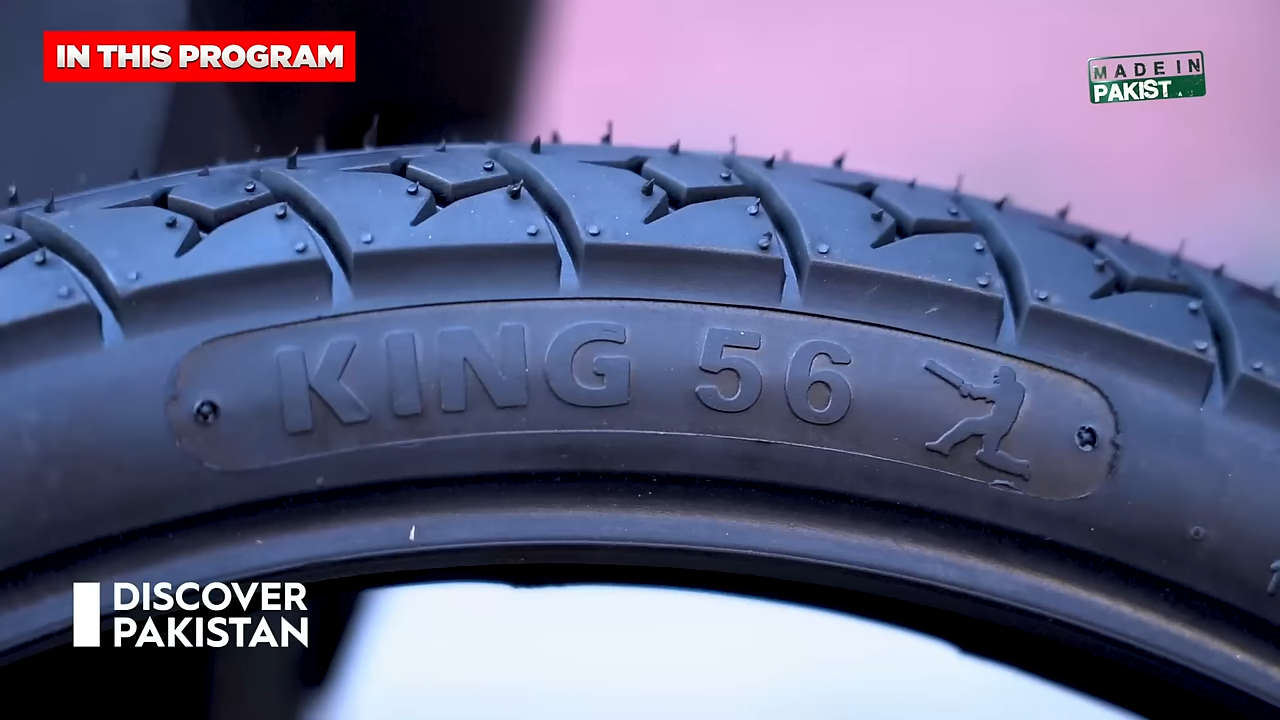 IN THIS PROGRAM
MADE IN
PAKIST
KING 56
DISCOVER
PAKISTAN